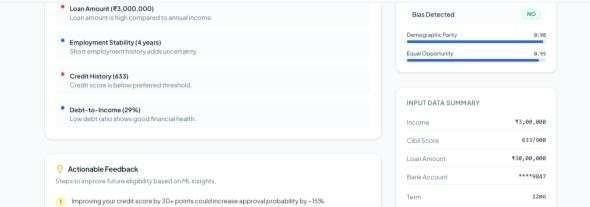 Loan Amount (₹3,000,000)
Loan amount is high compared to annual income.
Employment Stability (4 years)
Short employment history adds uncertainty.
Credit History (633)
Credit score is below preferred threshold.
Debt-to-Income (29%)
Low debt ratio shows good financial health.
Actionable Feedback
Steps to improve future eligibility based on ML insights.
1 Improving your credit score by 30+ points could increase approval probability by ~15%.
Bias Detected NO
Demographic Parity 0.98
Equal Opportunity 0.95
INPUT DATA SUMMARY
Income ₹3,00,000
Cibil Score 633/900
Loan Amount ₹30,00,000
Bank Account ****9847
Term 12mo